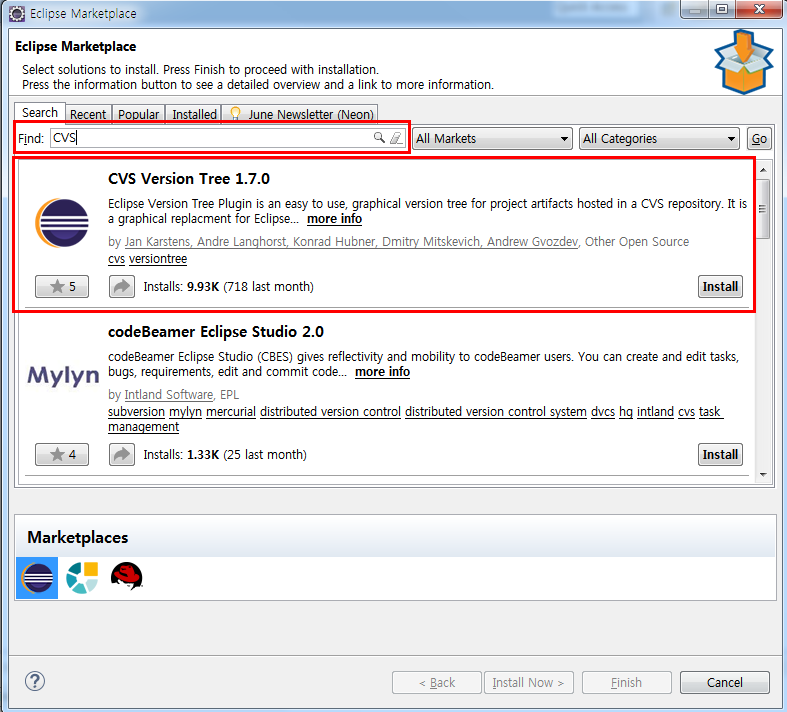 Eclipse Marketplace
Eclipse Marketplace
Select solutions to install. Press Finish to proceed with installation.
Press the information button to see a detailed overview and a link to more information.
Search Recent Popular Installed June Newsletter (Neon)
Find: CVS All Markets All Categories Go
CVS Version Tree 1.7.0
Eclipse Version Tree Plugin is an easy to use, graphical version tree for project artifacts hosted in a CVS repository. It is
a graphical replacment for Eclipse... more info
by Jan Karstens, Andre Langhorst, Konrad Hubner, Dmitry Mitskevich, Andrew Gvozdev, Other Open Source
cvs versiontree
5 Installs: 9.93K (718 last month) Install
codeBeamer Eclipse Studio 2.0
Mylyn
codeBeamer Eclipse Studio (CBES) gives reflectivity and mobility to codeBeamer users. You can create and edit tasks,
bugs, requirements, edit and commit code... more info
by Intland Software, EPL
subversion mylyn mercurial distributed version control distributed version control system dvcs hg intland cvs task
management
4 Installs: 1.33K (25 last month) Install
Marketplaces
? < Back Install Now > Finish Cancel